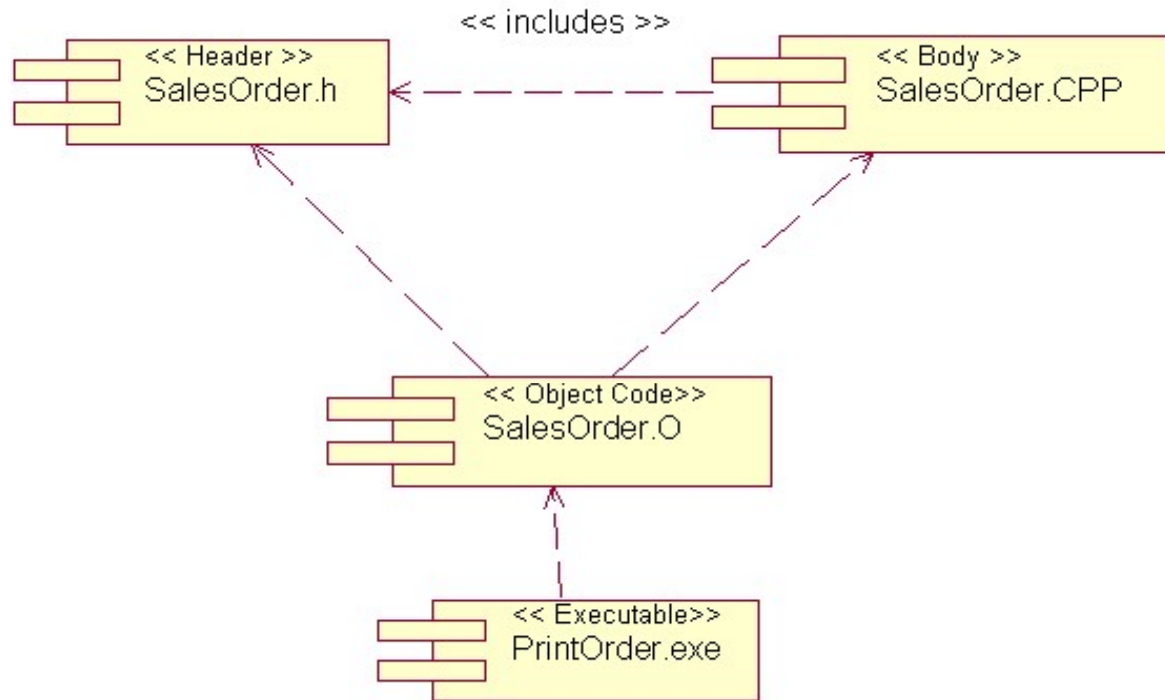 << includes >>
<< Header >>
SalesOrder.h
<< Body >>
SalesOrder.CPP
<< Object Code>>
SalesOrder.O
<< Executable>>
PrintOrder.exe